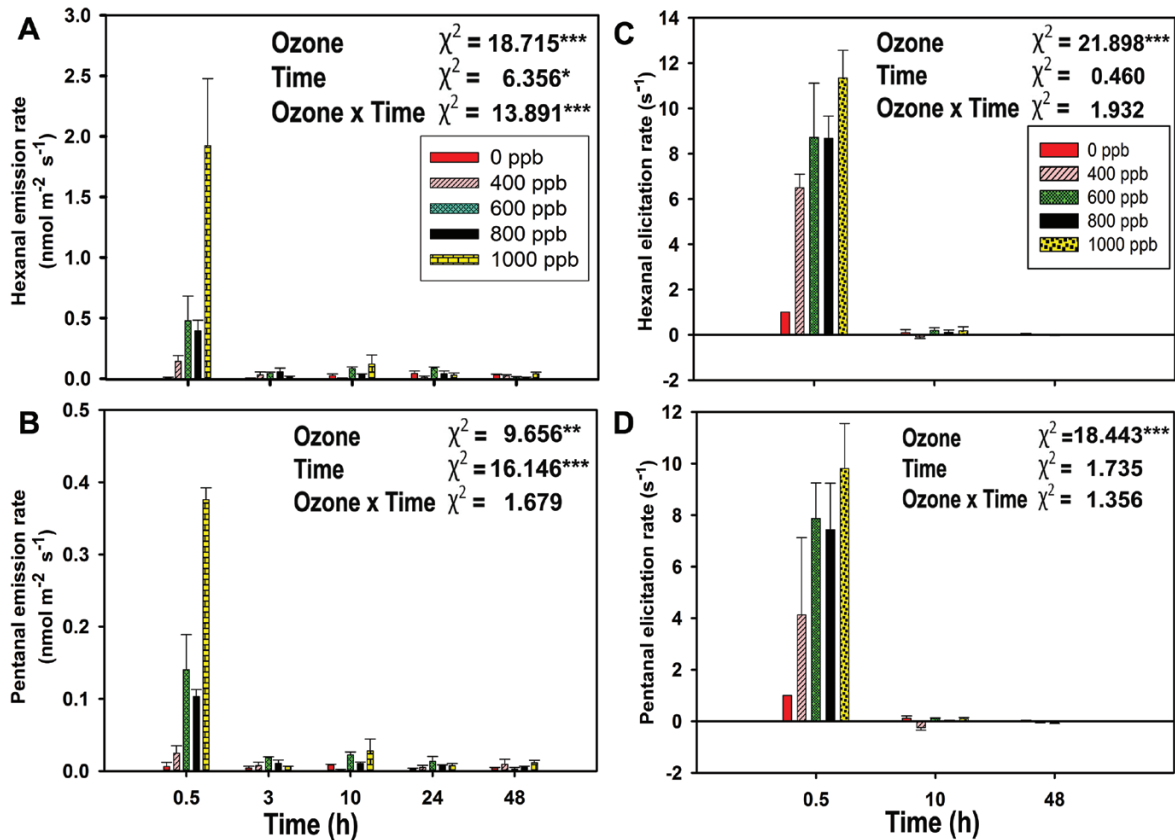 A
Hexanal emission rate
(nmol m⁻² s⁻¹)
3.0
2.5
2.0
1.5
1.0
0.5
0.0
Ozone χ² = 18.715***
Time χ² = 6.356*
Ozone x Time χ² = 13.891***
0 ppb
400 ppb
600 ppb
800 ppb
1000 ppb
B
Pentanal emission rate
(nmol m⁻² s⁻¹)
0.5
0.4
0.3
0.2
0.1
0.0
Ozone χ² = 9.656**
Time χ² = 16.146***
Ozone x Time χ² = 1.679
0.5 3 10 24 48
Time (h)
C
Hexanal elicitation rate (s⁻¹)
14
12
10
8
6
4
2
0
-2
Ozone χ² = 21.898***
Time χ² = 0.460
Ozone x Time χ² = 1.932
0 ppb
400 ppb
600 ppb
800 ppb
1000 ppb
D
Pentanal elicitation rate (s⁻¹)
12
10
8
6
4
2
0
-2
Ozone χ² =18.443***
Time χ² = 1.735
Ozone x Time χ² = 1.356
0.5 10 48
Time (h)